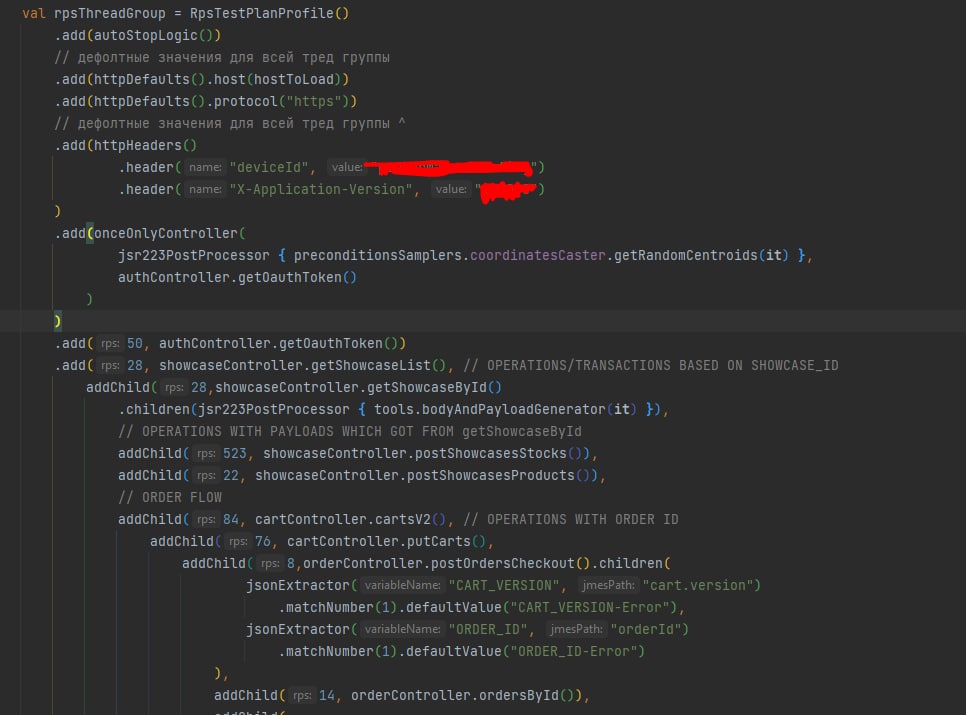 val rpsThreadGroup = RpsTestPlanProfile()
.add(autoStopLogic())
// дефолтные значения для всей тред группы
.add(httpDefaults().host(hostToLoad))
.add(httpDefaults().protocol("https"))
// дефолтные значения для всей тред группы ^
.add(httpHeaders()
.header( name: "deviceId", value: " ")
.header( name: "X-Application-Version", value: " ")
)
.add(onceOnlyController(
jsr223PostProcessor { preconditionsSamplers.coordinatesCaster.getRandomCentroids(it) },
authController.getOauthToken()
)
)
.add( rps: 50, authController.getOauthToken())
.add( rps: 28, showcaseController.getShowcaseList(), // OPERATIONS/TRANSACTIONS BASED ON SHOWCASE_ID
addChild( rps: 28,showcaseController.getShowcaseById()
.children(jsr223PostProcessor { tools.bodyAndPayloadGenerator(it) }),
// OPERATIONS WITH PAYLOADS WHICH GOT FROM getShowcaseById
addChild( rps: 523, showcaseController.postShowcasesStocks()),
addChild( rps: 22, showcaseController.postShowcasesProducts()),
// ORDER FLOW
addChild( rps: 84, cartController.cartsV2(), // OPERATIONS WITH ORDER ID
addChild( rps: 76, cartController.putCarts(),
addChild( rps: 8,orderController.postOrdersCheckout().children(
jsonExtractor( variableName: "CART_VERSION", jmesPath: "cart.version")
.matchNumber(1).defaultValue("CART_VERSION-Error"),
jsonExtractor( variableName: "ORDER_ID", jmesPath: "orderId")
.matchNumber(1).defaultValue("ORDER_ID-Error")
),
addChild( rps: 14, orderController.ordersById()),
addChild(